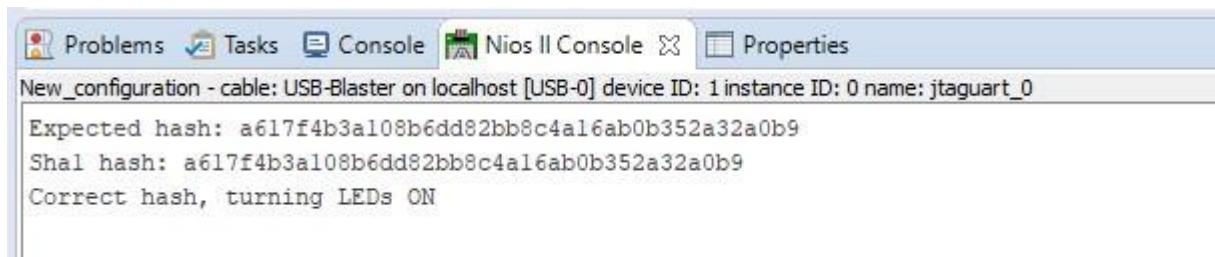 Problems Tasks Console Nios II Console Properties
New_configuration - cable: USB-Blaster on localhost [USB-0] device ID: 1 instance ID: 0 name: jtaguart_0
Expected hash: a617f4b3a108b6dd82bb8c4a16ab0b352a32a0b9
Sha1 hash: a617f4b3a108b6dd82bb8c4a16ab0b352a32a0b9
Correct hash, turning LEDs ON